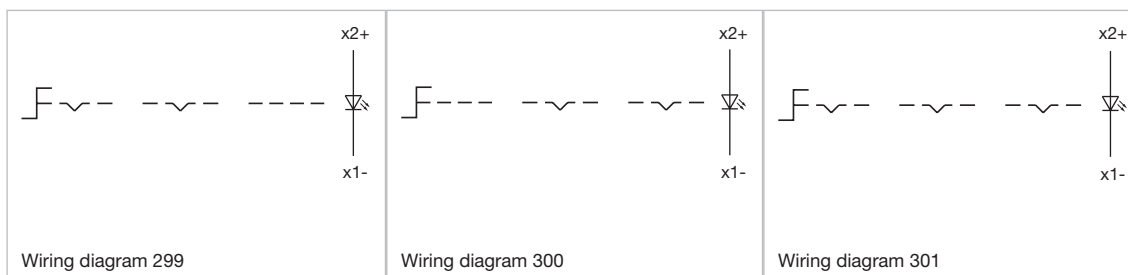 x2+ x2+ x2+
x1- x1- x1-
Wiring diagram 299 Wiring diagram 300 Wiring diagram 301